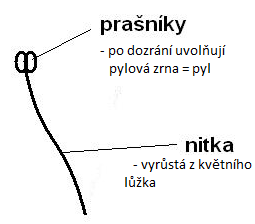 prašníky
- po dozrání uvolňují
pylová zrna = pyl
nitka
- vyrůstá z květního
lůžka